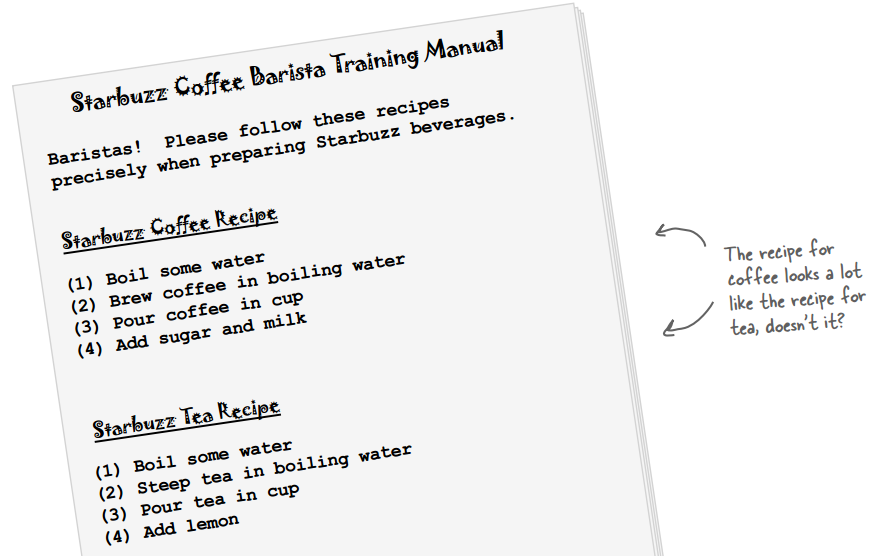 Starbuzz Coffee Barista Training Manual
Baristas! Please follow these recipes
precisely when preparing Starbuzz beverages.
Starbuzz Coffee Recipe
(1) Boil some water
(2) Brew coffee in boiling water
(3) Pour coffee in cup
(4) Add sugar and milk
Starbuzz Tea Recipe
(1) Boil some water
(2) Steep tea in boiling water
(3) Pour tea in cup
(4) Add lemon
The recipe for
coffee looks a lot
like the recipe for
tea, doesn't it?